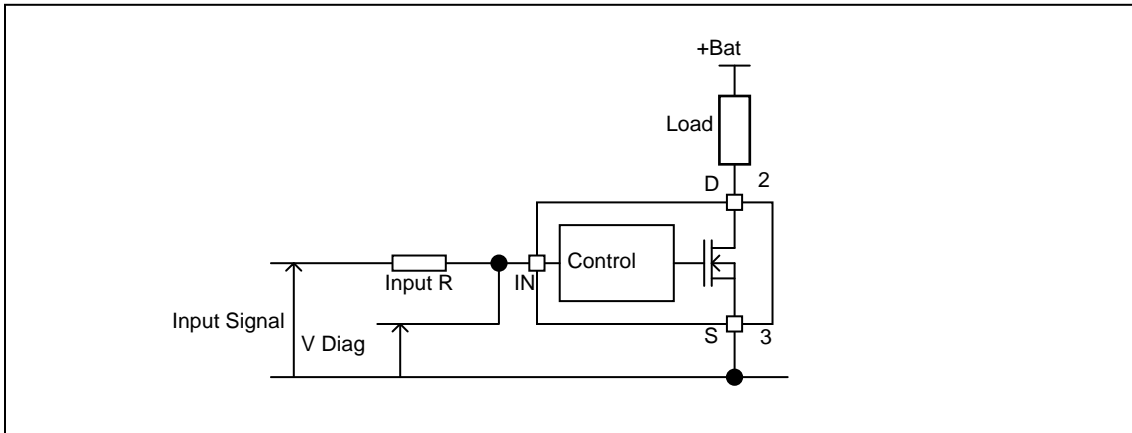 +Bat
Load
D 2
Control
Input R
IN
Input Signal
V Diag
S 3